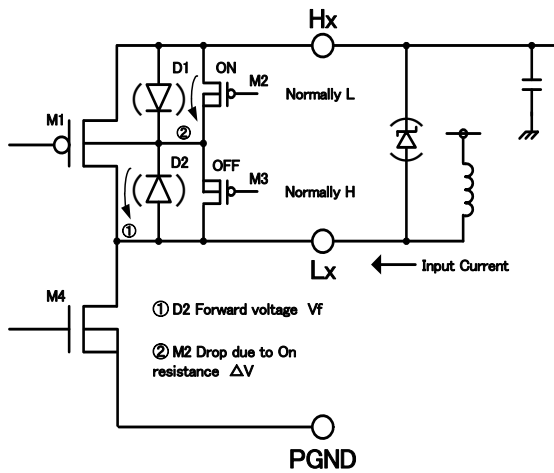 Hx
D1
ON
M2
Normally L
M1
②
D2
OFF
M3
Normally H
①
Lx
Input Current
M4
① D2 Forward voltage Vf
② M2 Drop due to On
resistance △V
PGND